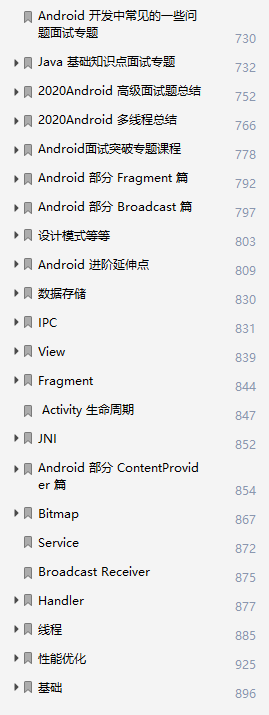 Android 开发中常见的一些问
题面试专题
730
Java 基础知识点面试专题
732
2020Android 高级面试题总结
752
2020Android 多线程总结
766
Android面试突破专题课程
778
Android 部分 Fragment 篇
792
Android 部分 Broadcast 篇
797
设计模式等等
803
Android 进阶延伸点
809
数据存储
830
IPC
831
View
839
Fragment
844
Activity 生命周期
847
JNI
852
Android 部分 ContentProvid
er 篇
854
Bitmap
867
Service
872
Broadcast Receiver
875
Handler
877
线程
885
性能优化
925
基础
896